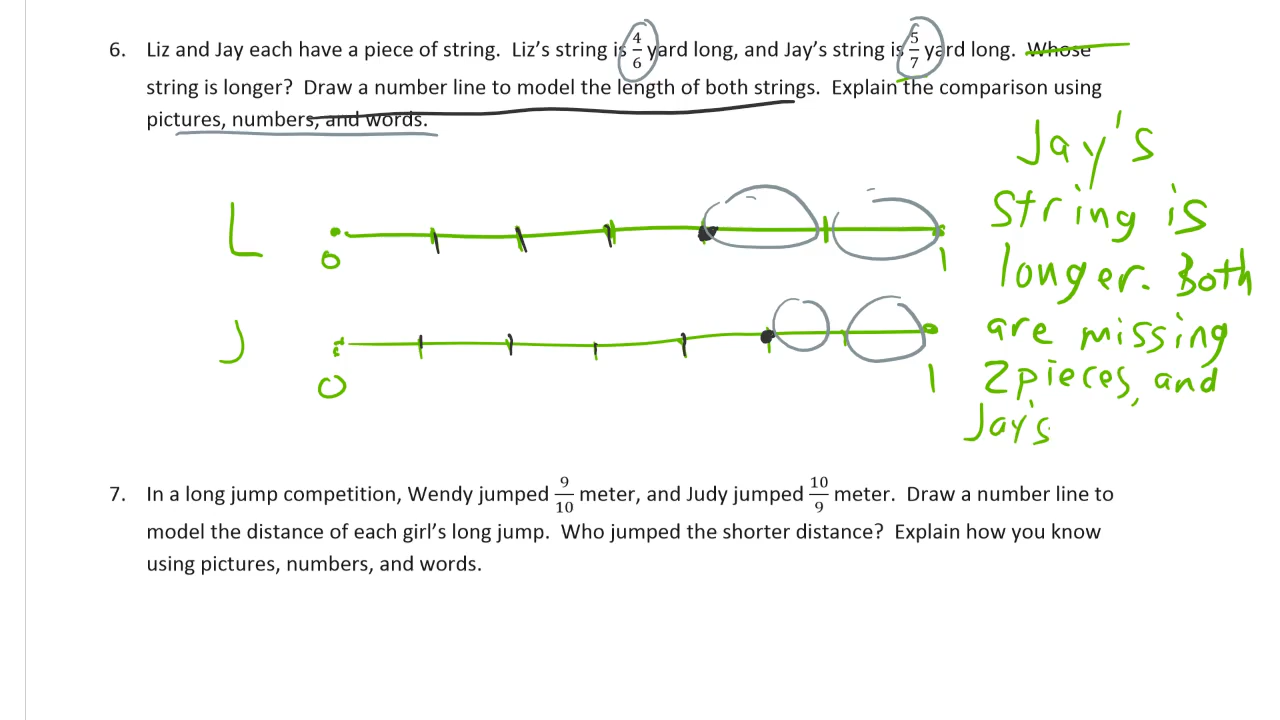 6. Liz and Jay each have a piece of string. Liz's string is 4/6 yard long, and Jay's string is 5/7 yard long. Whose
string is longer? Draw a number line to model the length of both strings. Explain the comparison using
pictures, numbers, and words.
Jay's
string is
longer. Both
are missing
2 pieces, and
Jay's
L
0
1
J
0
1
7. In a long jump competition, Wendy jumped 9/10 meter, and Judy jumped 10/9 meter. Draw a number line to
model the distance of each girl's long jump. Who jumped the shorter distance? Explain how you know
using pictures, numbers, and words.